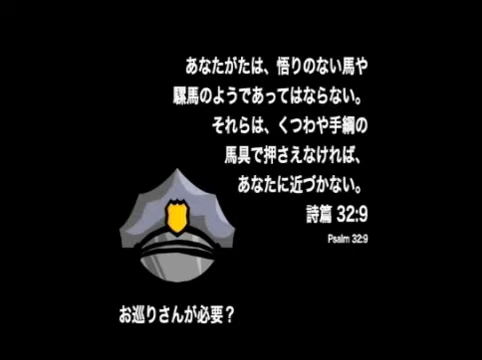 あなたがたは、悟りのない馬や
騾馬のようであってはならない。
それらは、くつわや手綱の
馬具で押さえなければ、
あなたに近づかない。
詩篇 32:9
Psalm 32:9
お巡りさんが必要？